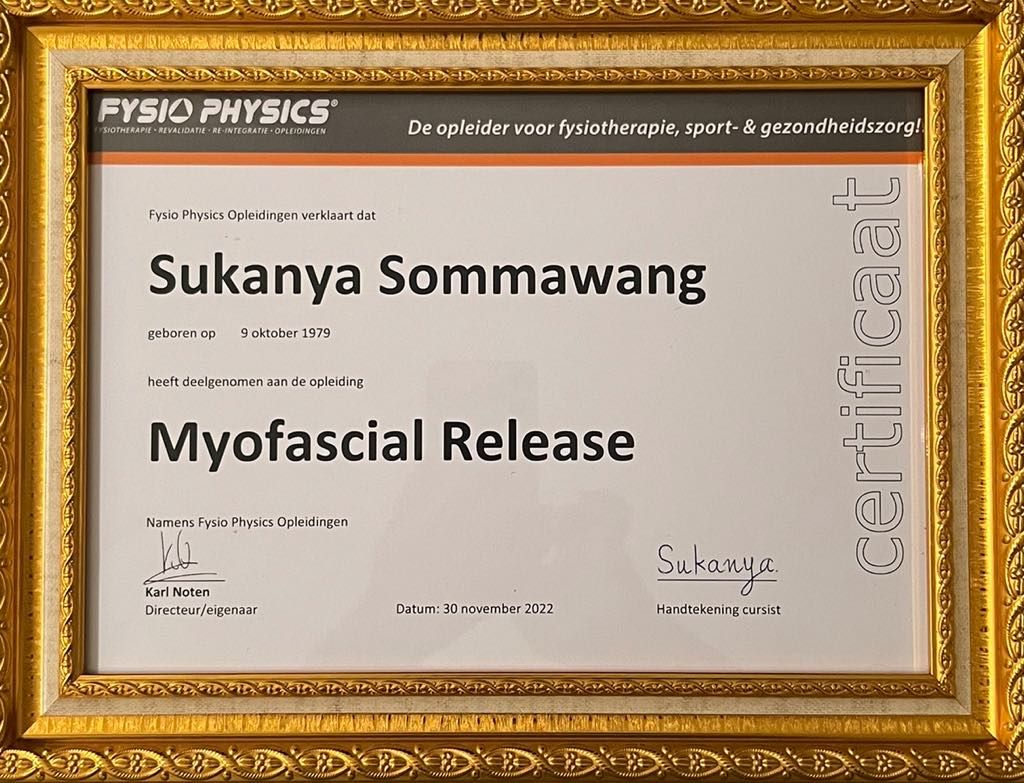 FYSIO PHYSICS®
FYSIOTHERAPIE · REVALIDATIE · RE-INTEGRATIE · OPLEIDINGEN
De opleider voor fysiotherapie, sport- & gezondheidszorg!
certificaat
Fysio Physics Opleidingen verklaart dat
Sukanya Sommawang
geboren op 9 oktober 1979
heeft deelgenomen aan de opleiding
Myofascial Release
Namens Fysio Physics Opleidingen
Sukanya.
Karl Noten
Directeur/eigenaar
Datum: 30 november 2022
Handtekening cursist